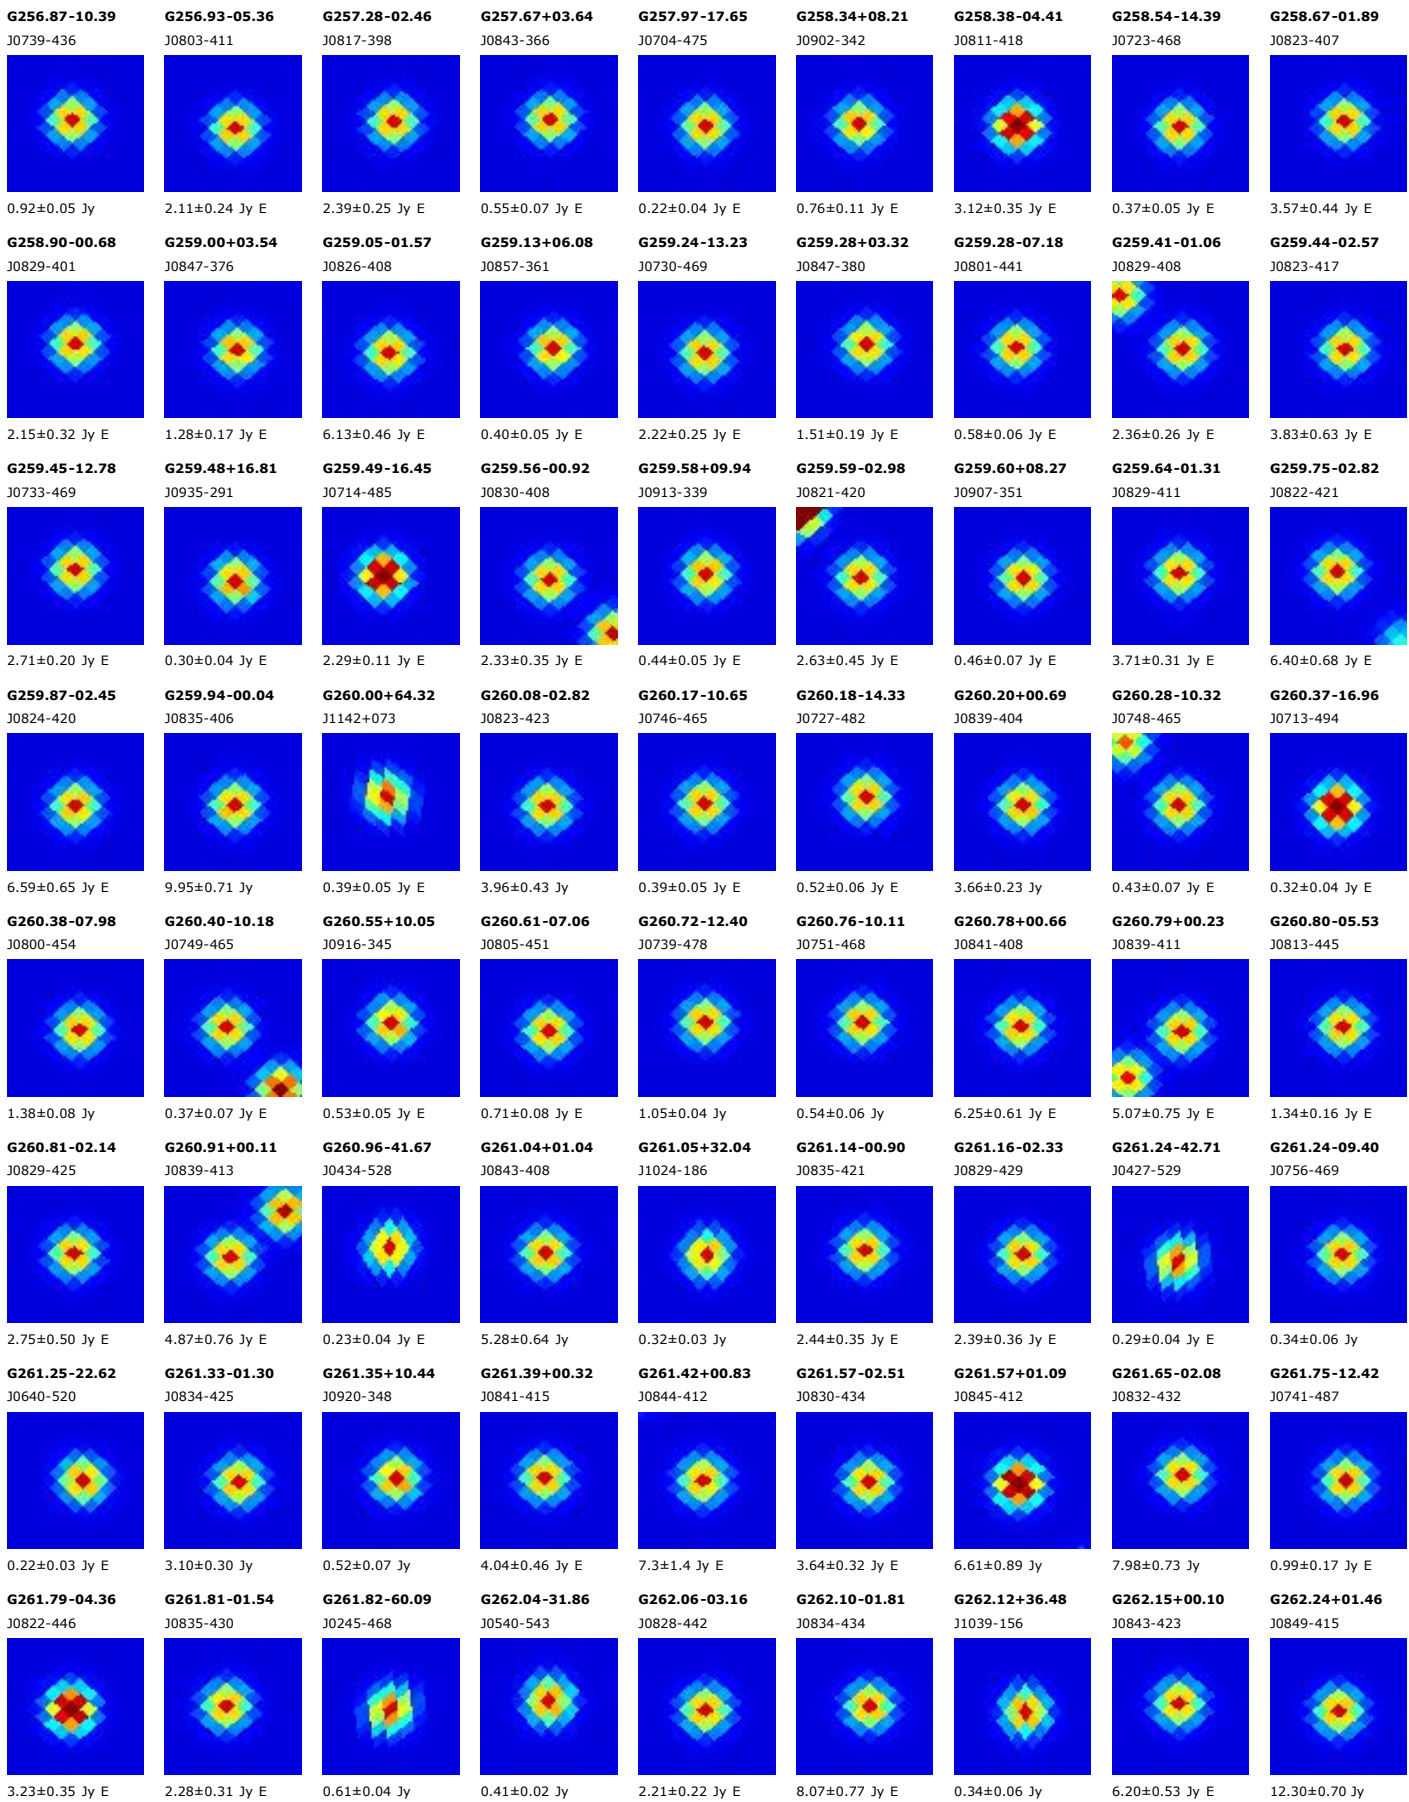 G256.87-10.39 G256.93-05.36 G257.28-02.46 G257.67+03.64 G257.97-17.65 G258.34+08.21 G258.38-04.41 G258.54-14.39 G258.67-01.89
J0739-436 J0803-411 J0817-398 J0843-366 J0704-475 J0902-342 J0811-418 J0723-468 J0823-407
0.92±0.05 Jy 2.11±0.24 Jy E 2.39±0.25 Jy E 0.55±0.07 Jy E 0.22±0.04 Jy E 0.76±0.11 Jy E 3.12±0.35 Jy E 0.37±0.05 Jy E 3.57±0.44 Jy E
G258.90-00.68 G259.00+03.54 G259.05-01.57 G259.13+06.08 G259.24-13.23 G259.28+03.32 G259.28-07.18 G259.41-01.06 G259.44-02.57
J0829-401 J0847-376 J0826-408 J0857-361 J0730-469 J0847-380 J0801-441 J0829-408 J0823-417
2.15±0.32 Jy E 1.28±0.17 Jy E 6.13±0.46 Jy E 0.40±0.05 Jy E 2.22±0.25 Jy E 1.51±0.19 Jy E 0.58±0.06 Jy E 2.36±0.26 Jy E 3.83±0.63 Jy E
G259.45-12.78 G259.48+16.81 G259.49-16.45 G259.56-00.92 G259.58+09.94 G259.59-02.98 G259.60+08.27 G259.64-01.31 G259.75-02.82
J0733-469 J0935-291 J0714-485 J0830-408 J0913-339 J0821-420 J0907-351 J0829-411 J0822-421
2.71±0.20 Jy E 0.30±0.04 Jy E 2.29±0.11 Jy E 2.33±0.35 Jy E 0.44±0.05 Jy E 2.63±0.45 Jy E 0.46±0.07 Jy E 3.71±0.31 Jy E 6.40±0.68 Jy E
G259.87-02.45 G259.94-00.04 G260.00+64.32 G260.08-02.82 G260.17-10.65 G260.18-14.33 G260.20+00.69 G260.28-10.32 G260.37-16.96
J0824-420 J0835-406 J1142+073 J0823-423 J0746-465 J0727-482 J0839-404 J0748-465 J0713-494
6.59±0.65 Jy E 9.95±0.71 Jy 0.39±0.05 Jy E 3.96±0.43 Jy 0.39±0.05 Jy E 0.52±0.06 Jy E 3.66±0.23 Jy 0.43±0.07 Jy E 0.32±0.04 Jy E
G260.38-07.98 G260.40-10.18 G260.55+10.05 G260.61-07.06 G260.72-12.40 G260.76-10.11 G260.78+00.66 G260.79+00.23 G260.80-05.53
J0800-454 J0749-465 J0916-345 J0805-451 J0739-478 J0751-468 J0841-408 J0839-411 J0813-445
1.38±0.08 Jy 0.37±0.07 Jy E 0.53±0.05 Jy E 0.71±0.08 Jy E 1.05±0.04 Jy 0.54±0.06 Jy 6.25±0.61 Jy E 5.07±0.75 Jy E 1.34±0.16 Jy E
G260.81-02.14 G260.91+00.11 G260.96-41.67 G261.04+01.04 G261.05+32.04 G261.14-00.90 G261.16-02.33 G261.24-42.71 G261.24-09.40
J0829-425 J0839-413 J0434-528 J0843-408 J1024-186 J0835-421 J0829-429 J0427-529 J0756-469
2.75±0.50 Jy E 4.87±0.76 Jy E 0.23±0.04 Jy E 5.28±0.64 Jy 0.32±0.03 Jy 2.44±0.35 Jy E 2.39±0.36 Jy E 0.29±0.04 Jy E 0.34±0.06 Jy
G261.25-22.62 G261.33-01.30 G261.35+10.44 G261.39+00.32 G261.42+00.83 G261.57-02.51 G261.57+01.09 G261.65-02.08 G261.75-12.42
J0640-520 J0834-425 J0920-348 J0841-415 J0844-412 J0830-434 J0845-412 J0832-432 J0741-487
0.22±0.03 Jy E 3.10±0.30 Jy 0.52±0.07 Jy 4.04±0.46 Jy E 7.3±1.4 Jy E 3.64±0.32 Jy E 6.61±0.89 Jy 7.98±0.73 Jy 0.99±0.17 Jy E
G261.79-04.36 G261.81-01.54 G261.82-60.09 G262.04-31.86 G262.06-03.16 G262.10-01.81 G262.12+36.48 G262.15+00.10 G262.24+01.46
J0822-446 J0835-430 J0245-468 J0540-543 J0828-442 J0834-434 J1039-156 J0843-423 J0849-415
3.23±0.35 Jy E 2.28±0.31 Jy E 0.61±0.04 Jy 0.41±0.02 Jy 2.21±0.22 Jy E 8.07±0.77 Jy E 0.34±0.06 Jy 6.20±0.53 Jy E 12.30±0.70 Jy